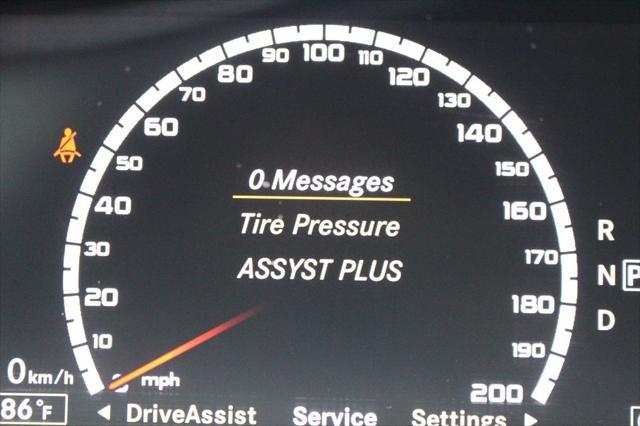 100
90
110
80
120
70
130
60
140
50
150
0 Messages
40
160
Tire Pressure
R
30
170
ASSYST PLUS
N P
20
180
D
10
190
0 km/h
0 mph
200
86°F
DriveAssist Service Settings